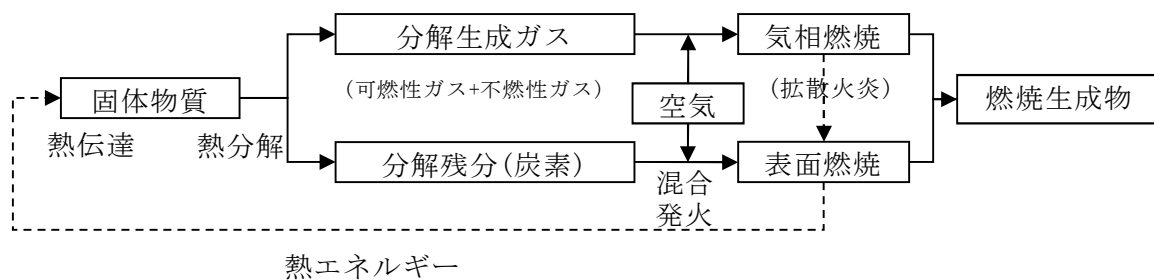 分解生成ガス
気相燃焼
(可燃性ガス+不燃性ガス)
(拡散火炎)
固体物質
空気
燃焼生成物
熱伝達
熱分解
分解残分(炭素)
表面燃焼
混合
発火
熱エネルギー